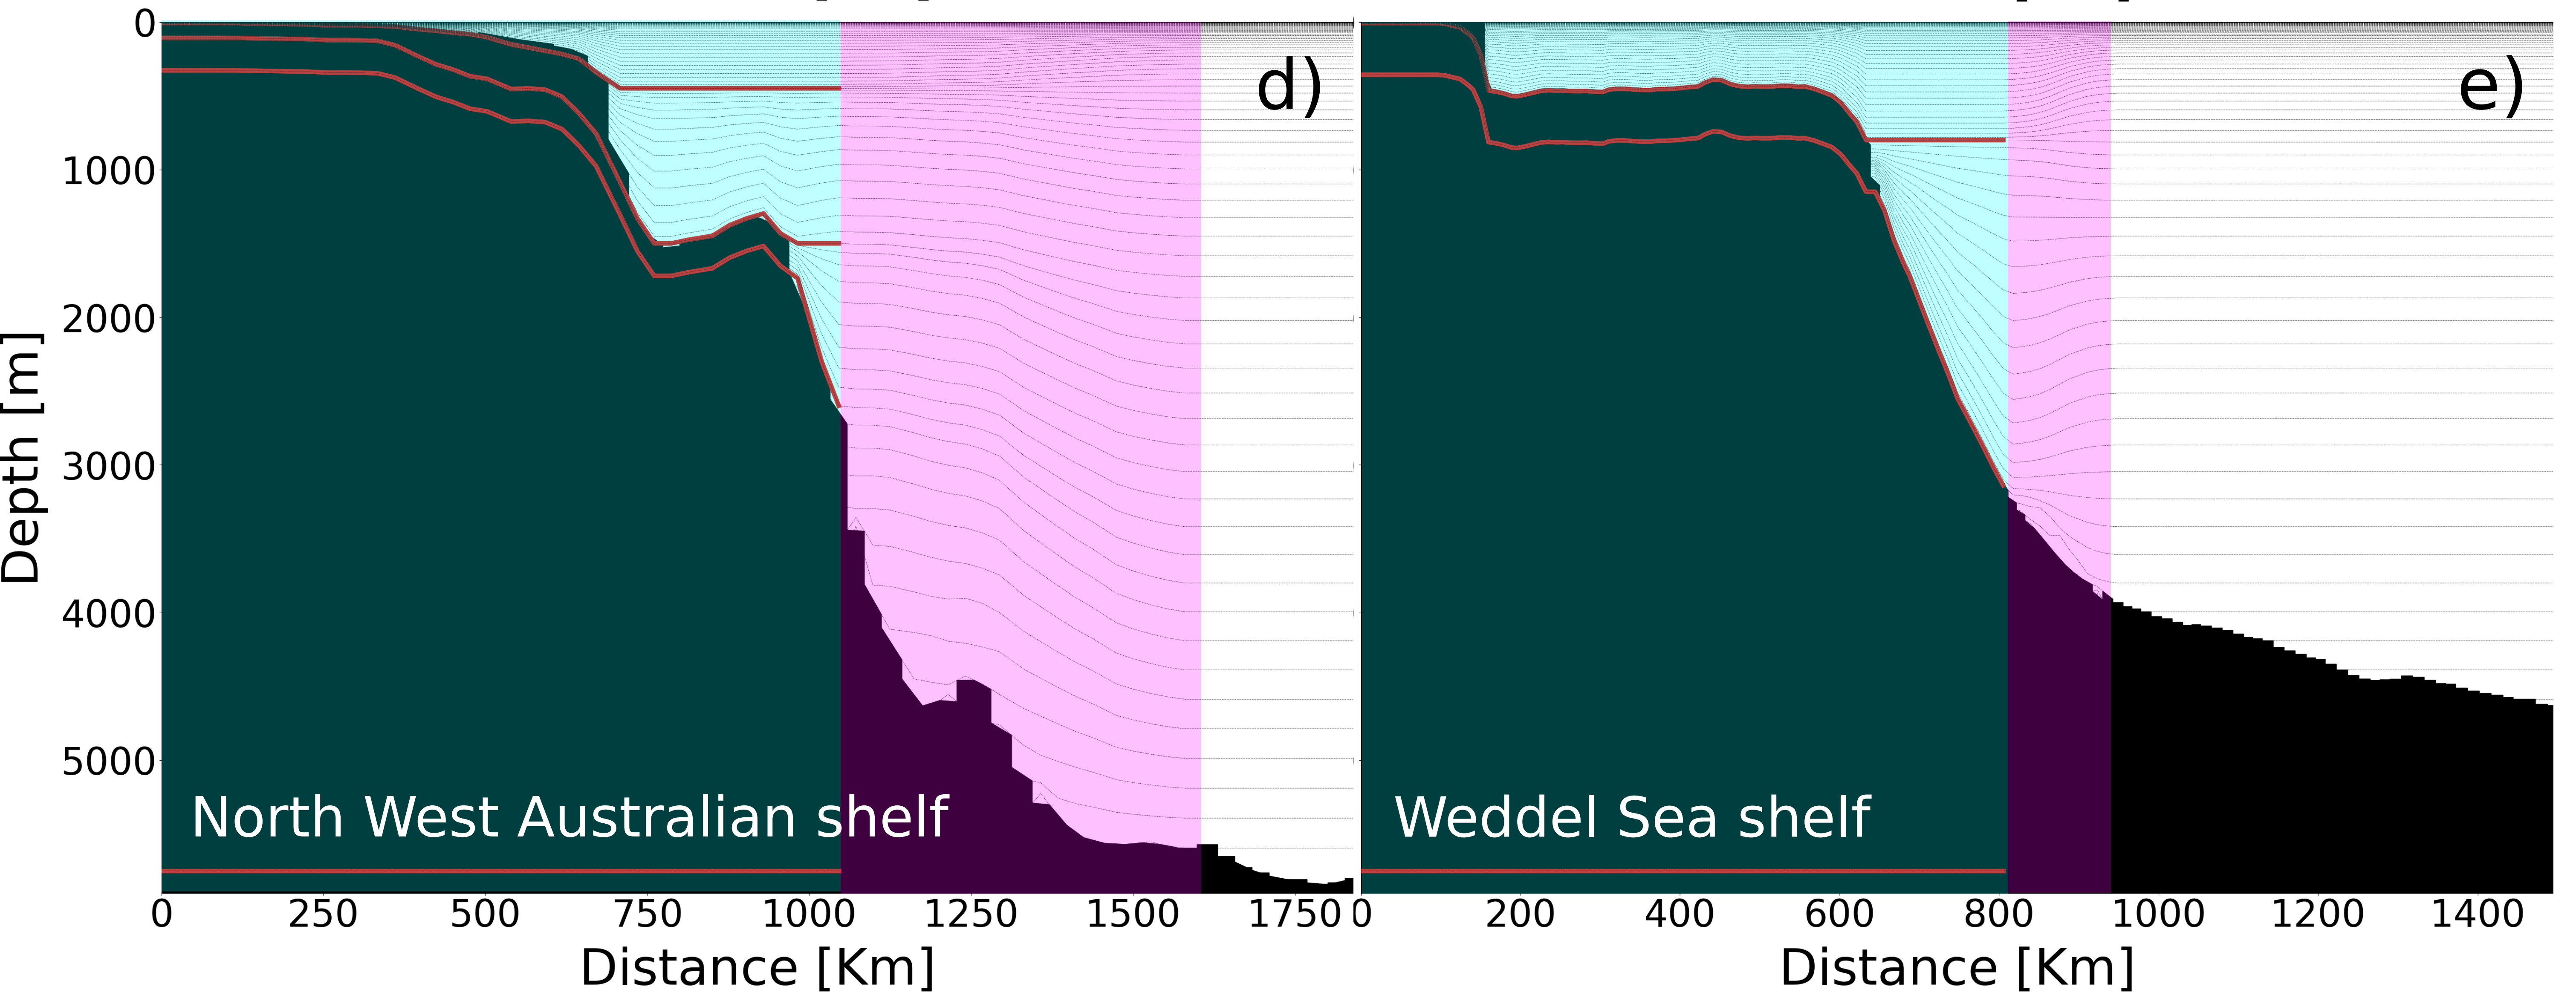 d)
e)
0
1000
2000
3000
4000
5000
Depth [m]
North West Australian shelf
Weddel Sea shelf
0 250 500 750 1000 1250 1500 1750
0 200 400 600 800 1000 1200 1400
Distance [Km]
Distance [Km]